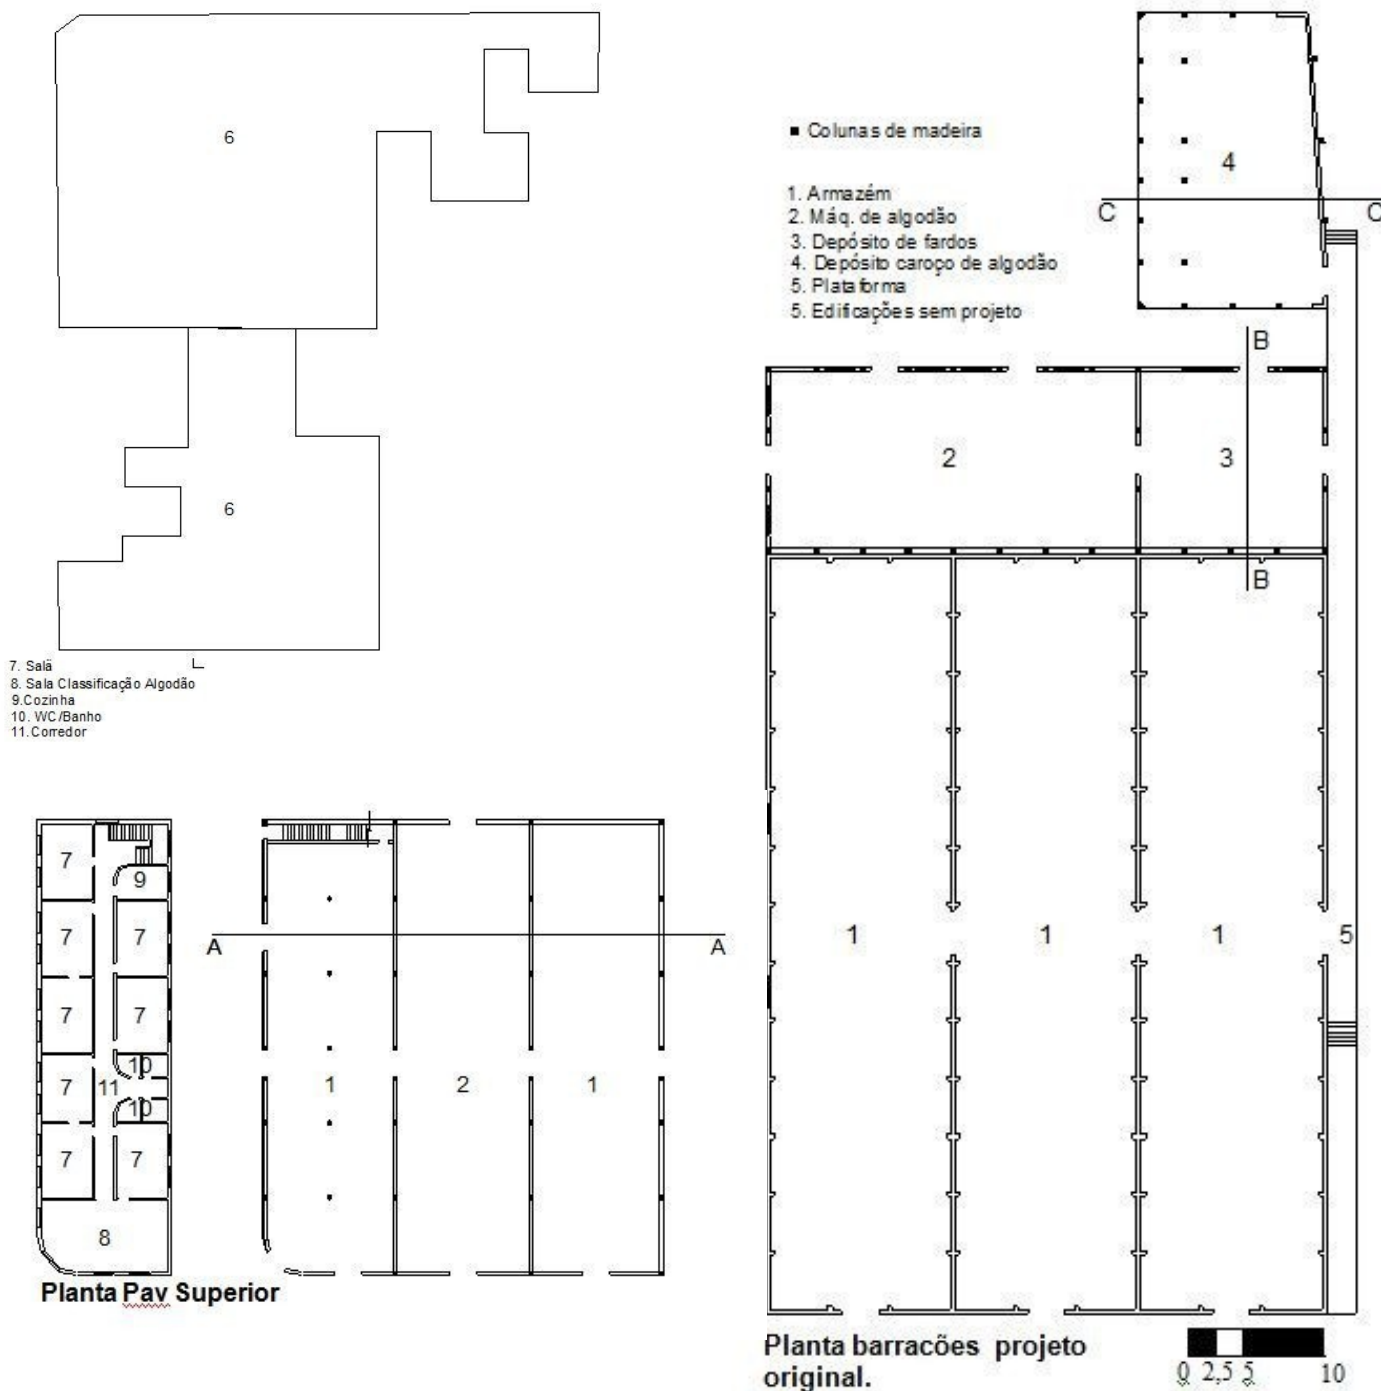 6
6
7. Salã
8. Sala Classificação Algodão
9.Cozinha
10. WC/Banho
11.Corredor
Colunas de madeira
1. Armazém
2. Máq. de algodão
3. Depósito de fardos
4. Depósito caroço de algodão
5. Plataforma
5. Edificações sem projeto
4
C C
B
2 3
B
1 1 1 5
7
9
7 7
7 7
7 11 10
10
7 7
8
Planta Pav Superior
A A
1 2 1
Planta barracões projeto
original.
0 2,5 5 10